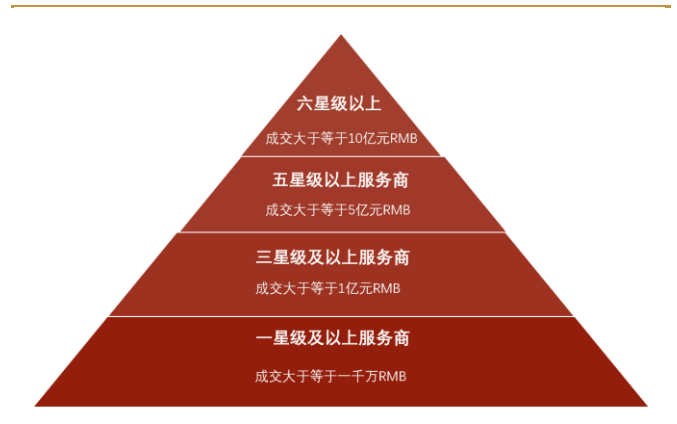 六星级以上
成交大于等于10亿元RMB
五星级以上服务商
成交大于等于5亿元RMB
三星级及以上服务商
成交大于等于1亿元RMB
一星级及以上服务商
成交大于等于一千万RMB